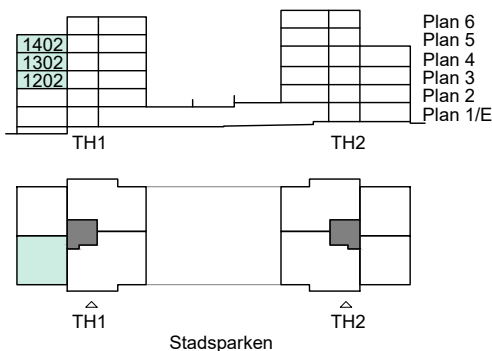 Plan 6
Plan 5
1402
Plan 4
1302
Plan 3
1202
Plan 2
Plan 1/E
TH1 TH2
TH1 TH2
Stadsparken